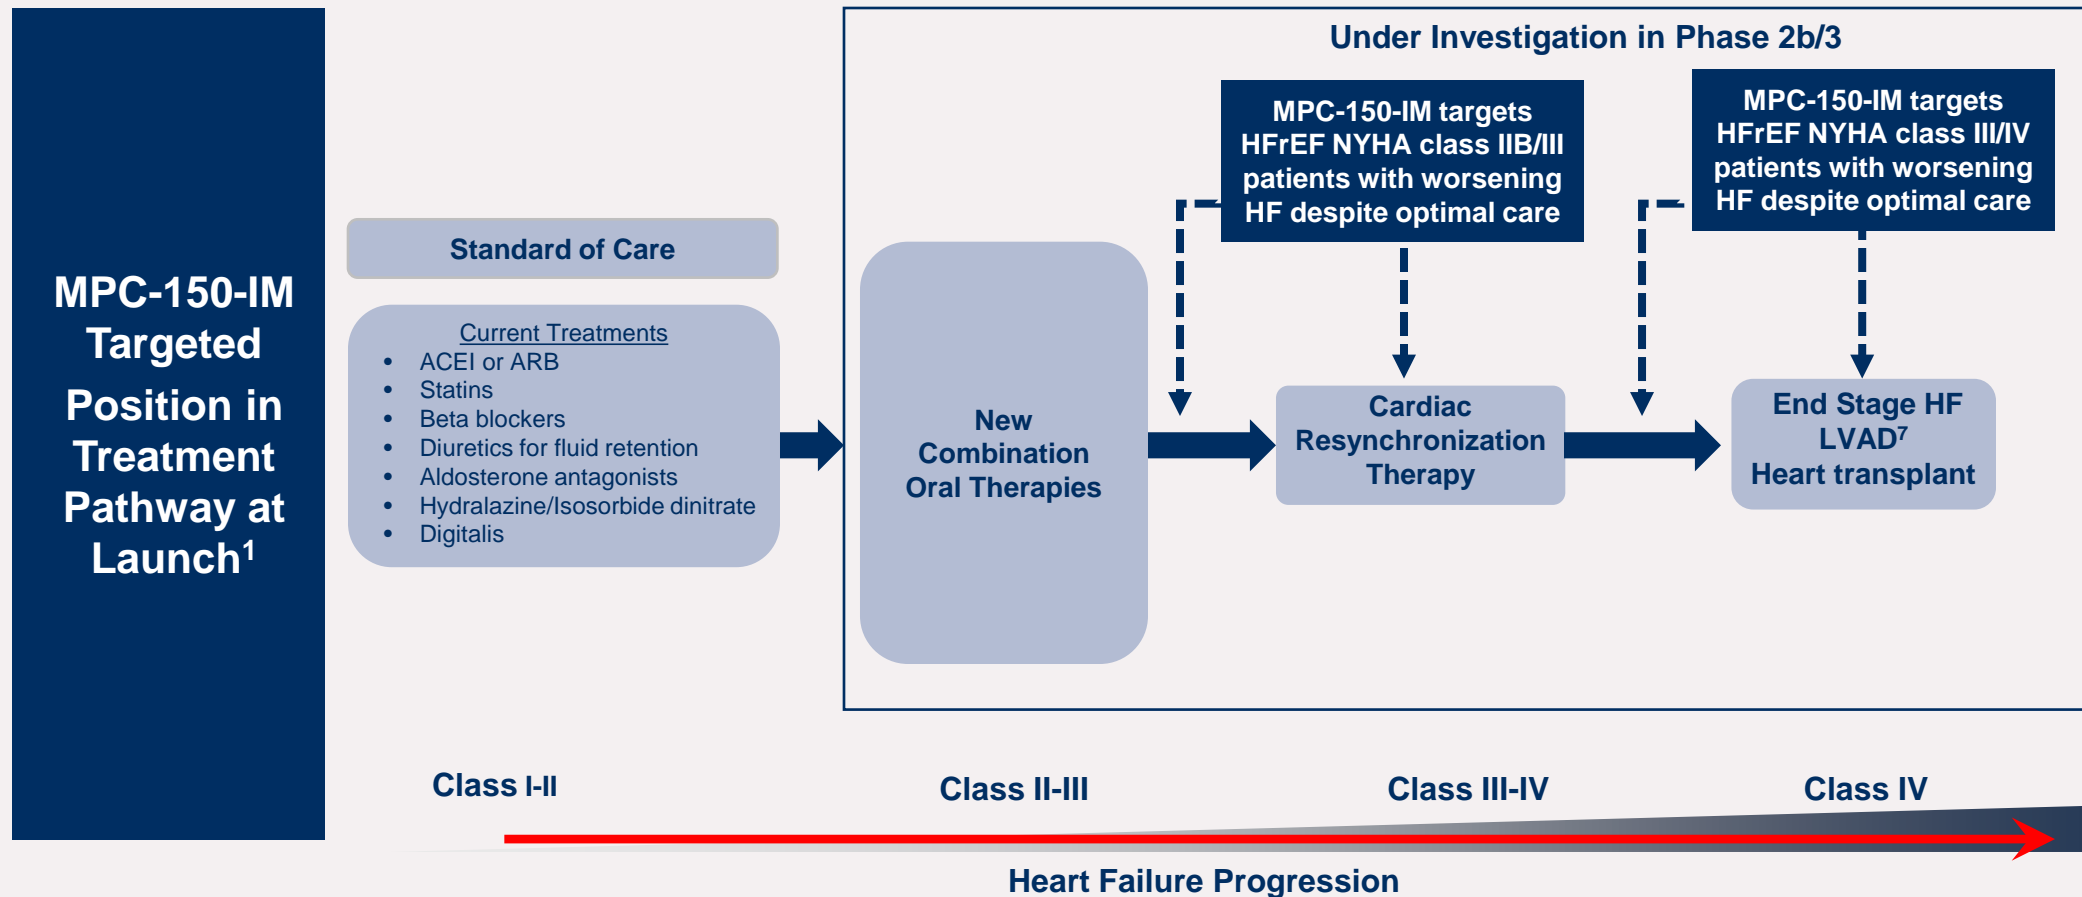 MPC-150-IM
Targeted
Position in
Treatment
Pathway at
Launch¹
Standard of Care
Current Treatments
• ACEI or ARB
• Statins
• Beta blockers
• Diuretics for fluid retention
• Aldosterone antagonists
• Hydralazine/Isosorbide dinitrate
• Digitalis
Under Investigation in Phase 2b/3
MPC-150-IM targets
HFrEF NYHA class IIB/III
patients with worsening
HF despite optimal care
MPC-150-IM targets
HFrEF NYHA class III/IV
patients with worsening
HF despite optimal care
New
Combination
Oral Therapies
Cardiac
Resynchronization
Therapy
End Stage HF
LVAD⁷
Heart transplant
Class I-II
Class II-III
Class III-IV
Class IV
Heart Failure Progression